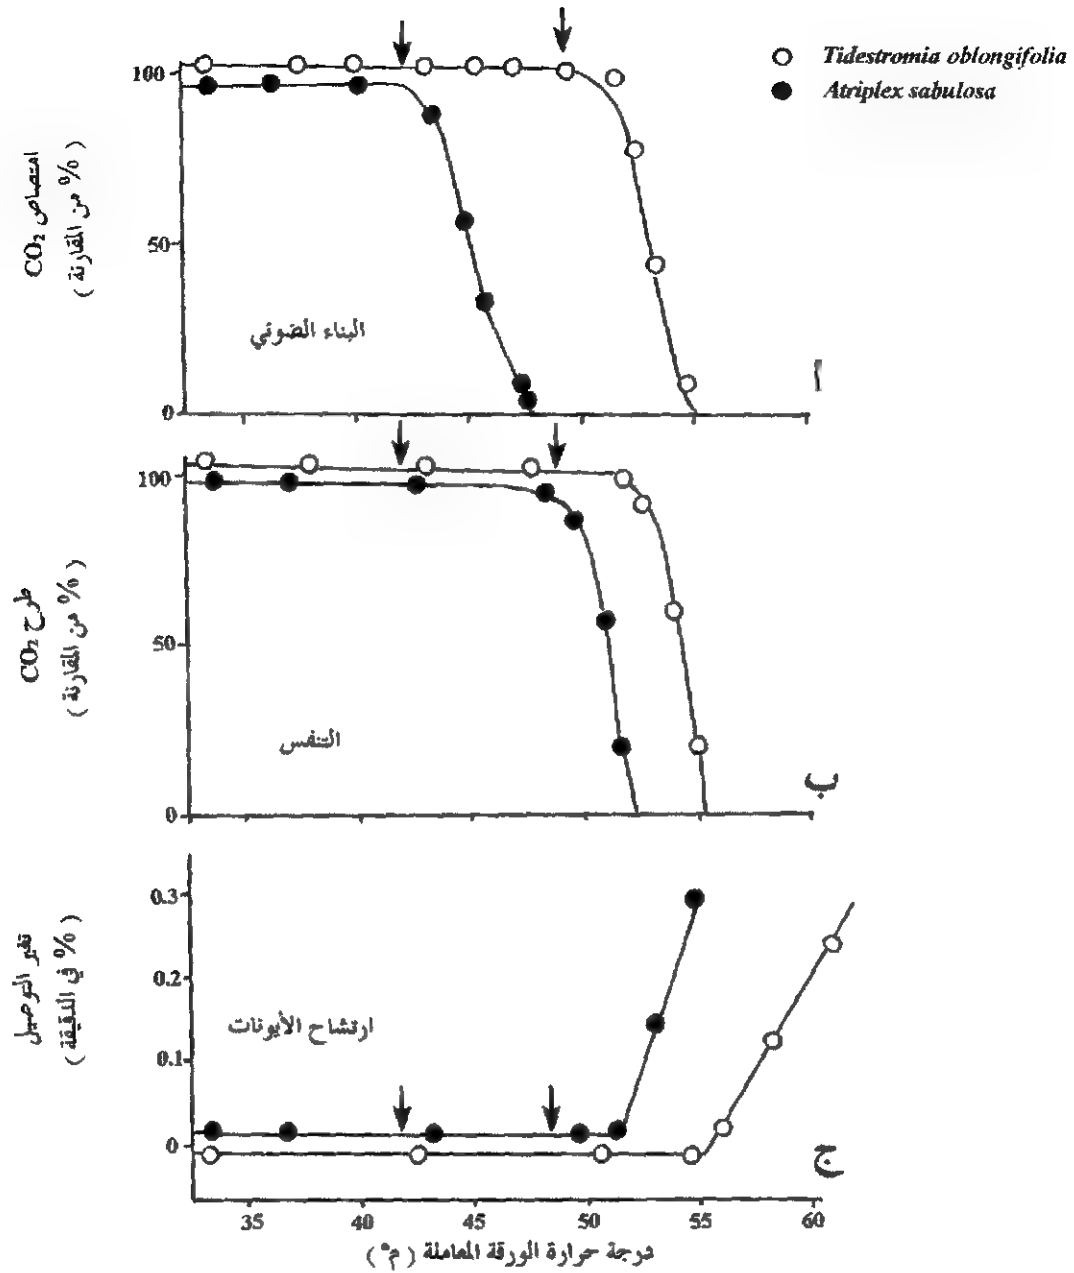 Tidestromia oblongifolia
Atriplex sabulosa
امتصاص CO₂
( % من المقارنة )
100
50
0
البناء الضوئي
أ
طرح CO₂
( % من المقارنة )
100
50
0
التنفس
ب
تغير التوصيل
( % في الدقيقة )
0.3
0.2
0.1
0
ارتشاح الأيونات
ج
35 40 45 50 55 60
درجة حرارة الورقة المعاملة ( م° )